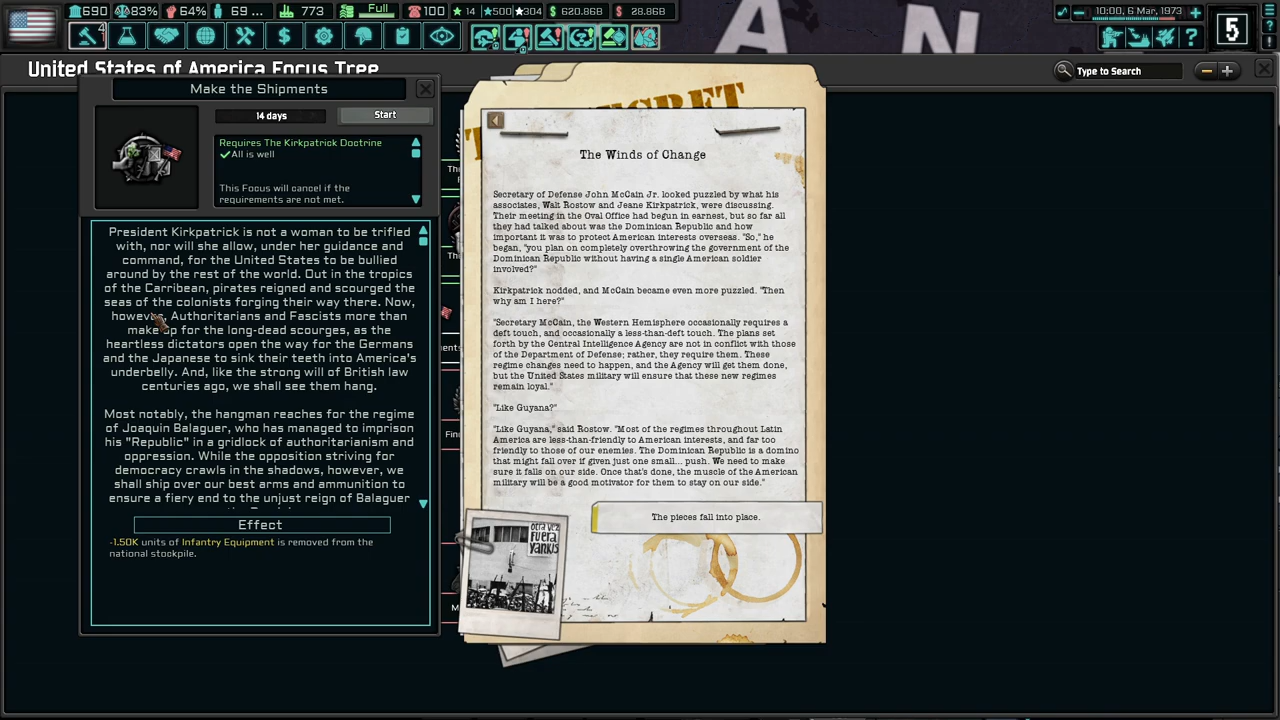 690 83% 64% 69 ... 773 Full 100 14 500 304 $ 620.868 $ 28.868
10:00, 6 May, 1973
5
4
United States of America Focus Tree
Type to Search
Make the Shipments
14 days
Start
Requires The Kirkpatrick Doctrine
All is well
This Focus will cancel if the
requirements are not met.
President Kirkpatrick is not a woman to be trifled
with, nor will she allow, under her guidance and
command, for the United States to be bullied
around by the rest of the world. Out in the tropics
of the Carribean, pirates reigned and scourged the
seas of the colonists forging their way there. Now,
however, Authoritarians and Fascists more than
make up for the long-dead scourges, as the
heartless dictators open the way for the Germans
and the Japanese to sink their teeth into America's
underbelly. And, like the strong will of British law
centuries ago, we shall see them hang.
Most notably, the hangman reaches for the regime
of Joaquin Balaguer, who has managed to imprison
his "Republic" in a gridlock of authoritarianism and
oppression. While the opposition striving for
democracy crawls in the shadows, however, we
shall ship over our best arms and ammunition to
ensure a fiery end to the unjust reign of Balaguer
Effect
-1.50K units of Infantry Equipment is removed from the
national stockpile.
The Winds of Change
Secretary of Defense John McCain Jr. looked puzzled by what his
associates, Walt Rostow and Jeane Kirkpatrick, were discussing.
Their meeting in the Oval Office had begun in earnest, but so far all
they had talked about was the Dominican Republic and how
important it was to protect American interests overseas. "So," he
began, "you plan on completely overthrowing the government of the
Dominican Republic without having a single American soldier
involved?"
Kirkpatrick nodded, and McCain became even more puzzled. "Then
why am I here?"
"Secretary McCain, the Western Hemisphere occasionally requires a
deft touch, and occasionally a less-than-deft touch. The plans set
forth by the Central Intelligence Agency are not in conflict with those
of the Department of Defense; rather, they require them. These
regime changes need to happen, and the Agency will get them done,
but the United States military will ensure that these new regimes
remain loyal."
"Like Guyana?"
"Like Guyana," said Rostow. "Most of the regimes throughout Latin
America are less-than-friendly to American interests, and far too
friendly to those of our enemies. The Dominican Republic is a domino
that might fall over if given just one small... push. We need to make
sure it falls on our side. Once that's done, the muscle of the American
military will be a good motivator for them to stay on our side."
The pieces fall into place.
OTRA VEZ
FUERA
YANKIS